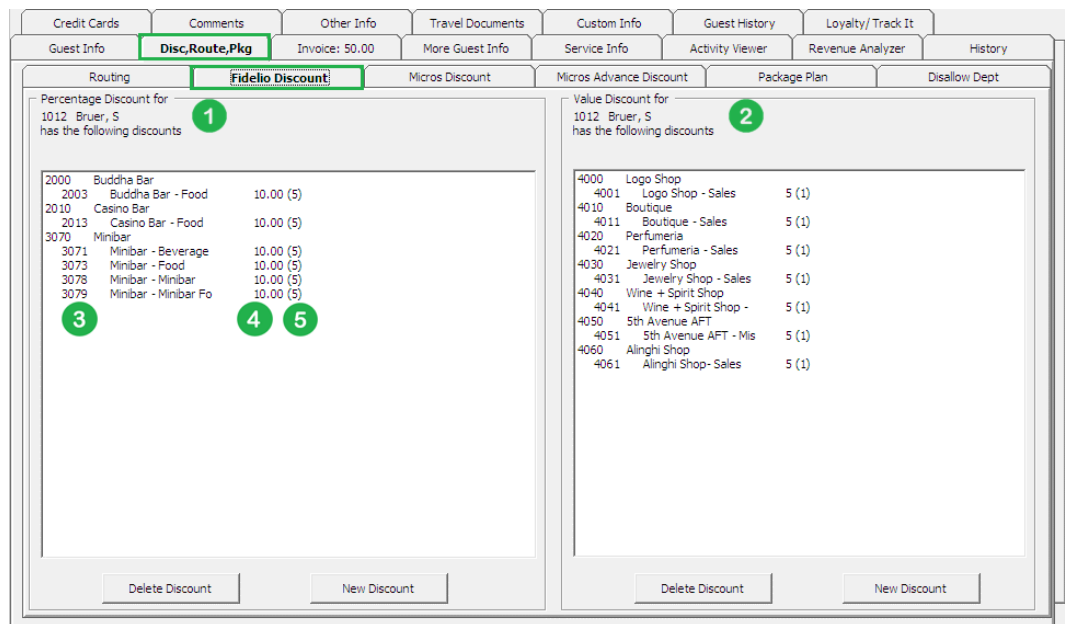 Credit Cards Comments Other Info Travel Documents Custom Info Guest History Loyalty/ Track It
Guest Info Disc,Route,Pkg Invoice: 50.00 More Guest Info Service Info Activity Viewer Revenue Analyzer History
Routing Fidelio Discount Micros Discount Micros Advance Discount Package Plan Disallow Dept
Percentage Discount for
1012 Bruer, S
has the following discounts
1
2000 Buddha Bar
2003 Buddha Bar - Food 10.00 (5)
2010 Casino Bar
2013 Casino Bar - Food 10.00 (5)
3070 Minibar
3071 Minibar - Beverage 10.00 (5)
3073 Minibar - Food 10.00 (5)
3078 Minibar - Minibar 10.00 (5)
3079 Minibar - Minibar Fo 10.00 (5)
3 4 5
Delete Discount New Discount
Value Discount for
1012 Bruer, S
has the following discounts
2
4000 Logo Shop
4001 Logo Shop - Sales 5 (1)
4010 Boutique
4011 Boutique - Sales 5 (1)
4020 Perfumeria
4021 Perfumeria - Sales 5 (1)
4030 Jewelry Shop
4031 Jewelry Shop - Sales 5 (1)
4040 Wine + Spirit Shop
4041 Wine + Spirit Shop - 5 (1)
4050 5th Avenue AFT
4051 5th Avenue AFT - Mis 5 (1)
4060 Alinghi Shop
4061 Alinghi Shop- Sales 5 (1)
Delete Discount New Discount